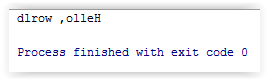 dlrow ,olleH
Process finished with exit code 0